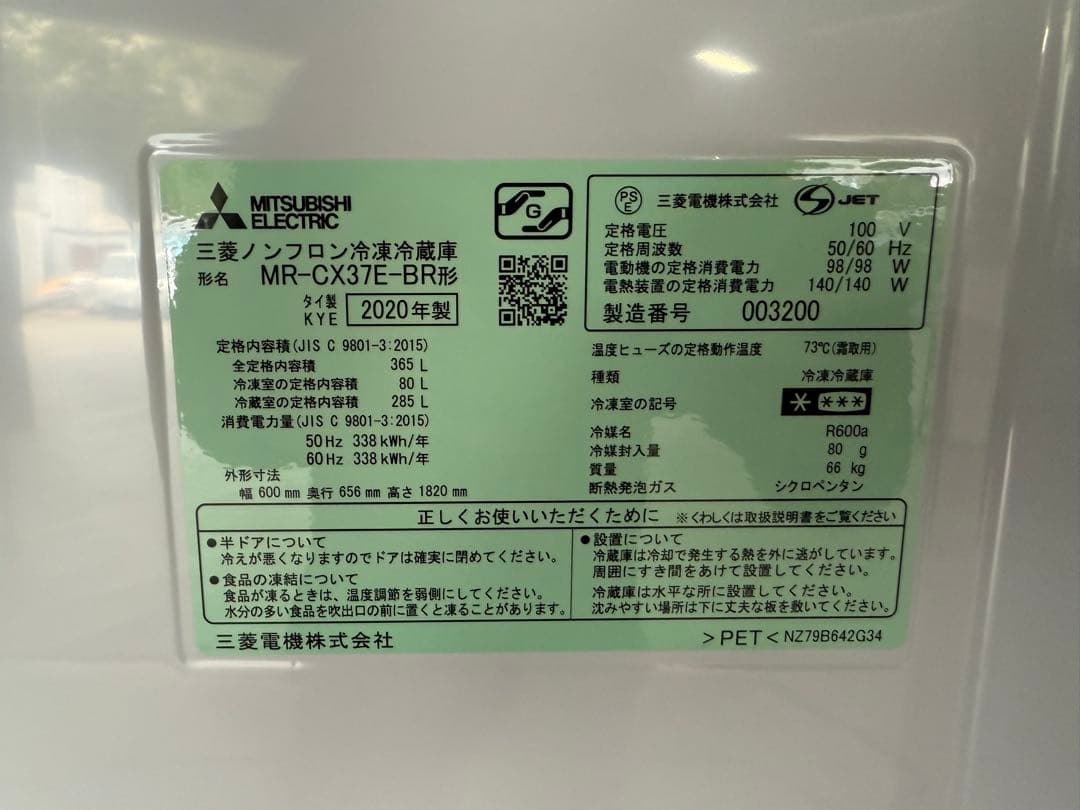 MITSUBISHI
ELECTRIC
三菱ノンフロン冷凍冷蔵庫
形名 MR-CX37E-BR形
タイ製
KYE 2020年製
定格内容積(JIS C 9801-3:2015)
全定格内容積 365 L
冷凍室の定格内容積 80 L
冷蔵室の定格内容積 285 L
消費電力量(JIS C 9801-3:2015)
50Hz 338kWh/年
60Hz 338kWh/年
外形寸法
幅 600mm 奥行 656mm 高さ 1820mm
G
PS
E 三菱電機株式会社 S JET
定格電圧 100 V
定格周波数 50/60 Hz
電動機の定格消費電力 98/98 W
電熱装置の定格消費電力 140/140 W
製造番号 003200
温度ヒューズの定格動作温度 73℃(霜取用)
種類 冷凍冷蔵庫
冷凍室の記号 * ***
冷媒名 R600a
冷媒封入量 80 g
質量 66 kg
断熱発泡ガス シクロペンタン
正しくお使いいただくために ※くわしくは取扱説明書をご覧ください
●半ドアについて
冷えが悪くなりますのでドアは確実に閉めてください。
●食品の凍結について
食品が凍るときは、温度調節を弱側にしてください。
水分の多い食品を吹出口の前に置くと凍ることがあります。
●設置について
冷蔵庫は冷却で発生する熱を外に逃がしています。
周囲にすき間をあけて設置してください。
冷蔵庫は水平な所に設置してください。
沈みやすい場所は下に丈夫な板を敷いてください。
三菱電機株式会社
>PET< NZ79B642G34